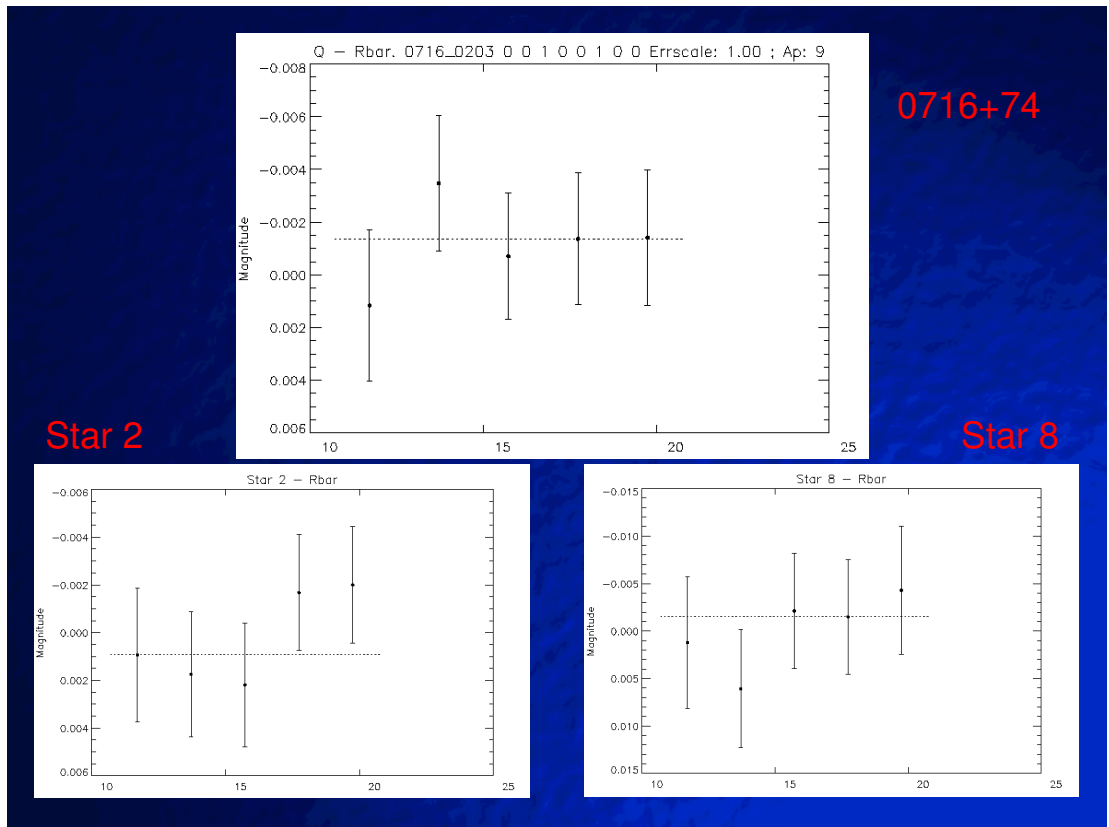 Q - Rbar. 0716_0203 0 0 1 0 0 1 0 0 Errscale: 1.00 ; Ap: 9
-0.008
-0.006
-0.004
-0.002
0.000
0.002
0.004
0.006
Magnitude
10 15 20 25
0716+74
Star 2
Star 8
Star 2 - Rbar
-0.006
-0.004
-0.002
0.000
0.002
0.004
0.006
Magnitude
10 15 20 25
Star 8 - Rbar
-0.015
-0.010
-0.005
0.000
0.005
0.010
0.015
Magnitude
10 15 20 25